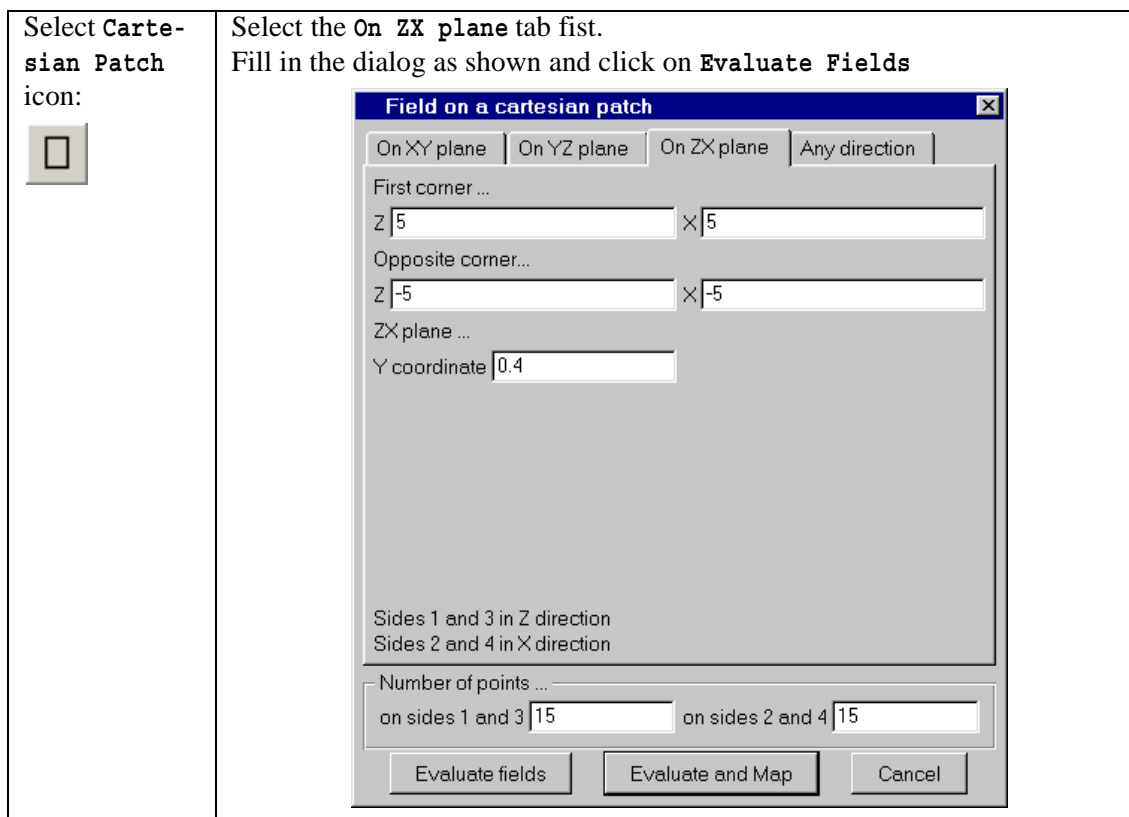 Select Carte-
sian Patch
icon:
Select the On ZX plane tab fist.
Fill in the dialog as shown and click on Evaluate Fields
Field on a cartesian patch
On XY plane On YZ plane On ZX plane Any direction
First corner ...
Z 5 X 5
Opposite corner...
Z -5 X -5
ZX plane ...
Y coordinate 0.4
Sides 1 and 3 in Z direction
Sides 2 and 4 in X direction
Number of points ...
on sides 1 and 3 15 on sides 2 and 4 15
Evaluate fields Evaluate and Map Cancel